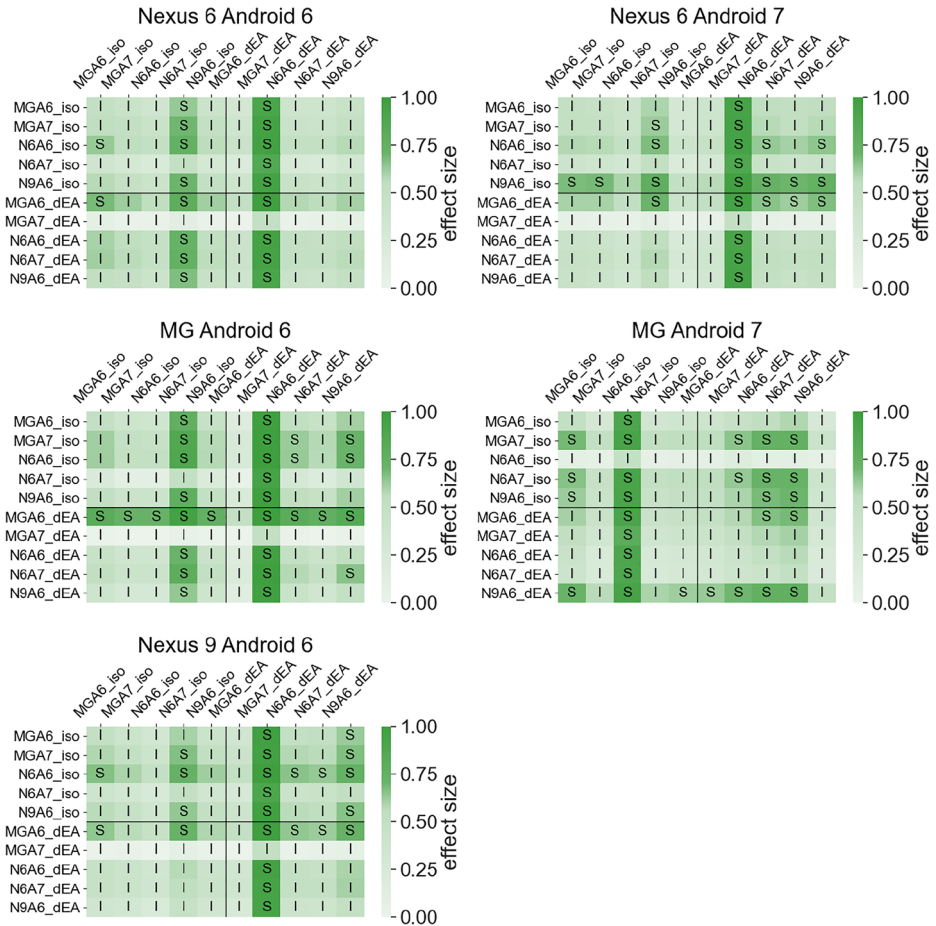 Nexus 6 Android 6
MGA6_iso MGA7_iso N6A6_iso N6A7_iso N9A6_iso MGA6_dEA MGA7_dEA N6A6_dEA N6A7_dEA N9A6_dEA
MGA6_iso I I I S I I S I I I
MGA7_iso I I I S I I S I I I
N6A6_iso S I I S I I S I I I
N6A7_iso I I I I I I S I I I
N9A6_iso I I I S I I S I I I
MGA6_dEA S I I S I I S I I I
MGA7_dEA I I I I I I I I I I
N6A6_dEA I I I S I I S I I I
N6A7_dEA I I I S I I S I I I
N9A6_dEA I I I S I I S I I I
1.00
0.75
0.50
0.25
0.00
effect size
Nexus 6 Android 7
MGA6_iso MGA7_iso N6A6_iso N6A7_iso N9A6_iso MGA6_dEA MGA7_dEA N6A6_dEA N6A7_dEA N9A6_dEA
MGA6_iso I I I I I I S I I I
MGA7_iso I I I S I I S I I I
N6A6_iso I I I S I I S S I S
N6A7_iso I I I I I I S I I I
N9A6_iso S S I S I I S S S S
MGA6_dEA I I I S I I S S S S
MGA7_dEA I I I I I I I I I I
N6A6_dEA I I I I I I S I I I
N6A7_dEA I I I I I I S I I I
N9A6_dEA I I I I I I S I I I
1.00
0.75
0.50
0.25
0.00
effect size
MG Android 6
MGA6_iso MGA7_iso N6A6_iso N6A7_iso N9A6_iso MGA6_dEA MGA7_dEA N6A6_dEA N6A7_dEA N9A6_dEA
MGA6_iso I I I S I I S I I I
MGA7_iso I I I S I I S S I S
N6A6_iso I I I S I I S S I S
N6A7_iso I I I I I I S I I I
N9A6_iso I I I S I I S I I I
MGA6_dEA S S S S S I S S S S
MGA7_dEA I I I I I I I I I I
N6A6_dEA I I I S I I S I I I
N6A7_dEA I I I S I I S I I S
N9A6_dEA I I I I I I S I I I
1.00
0.75
0.50
0.25
0.00
effect size
MG Android 7
MGA6_iso MGA7_iso N6A6_iso N6A7_iso N9A6_iso MGA6_dEA MGA7_dEA N6A6_dEA N6A7_dEA N9A6_dEA
MGA6_iso I I S I I I I I I I
MGA7_iso S I S I I I S S S I
N6A6_iso I I I I I I I I I I
N6A7_iso S I S I I I S S S I
N9A6_iso S I S I I I I S S I
MGA6_dEA I I S I I I I S S I
MGA7_dEA I I S I I I I I I I
N6A6_dEA I I S I I I I I I I
N6A7_dEA I I S I I I I I I I
N9A6_dEA S I S I S S S S S I
1.00
0.75
0.50
0.25
0.00
effect size
Nexus 9 Android 6
MGA6_iso MGA7_iso N6A6_iso N6A7_iso N9A6_iso MGA6_dEA MGA7_dEA N6A6_dEA N6A7_dEA N9A6_dEA
MGA6_iso I I I I I I S I I S
MGA7_iso I I I S I I S I I S
N6A6_iso S I I S I I S S S S
N6A7_iso I I I I I I S I I I
N9A6_iso I I I S I I S I I S
MGA6_dEA S I I S I I S S S S
MGA7_dEA I I I I I I I I I I
N6A6_dEA I I I I I I S I I I
N6A7_dEA I I I I I I S I I I
N9A6_dEA I I I I I I S I I I
1.00
0.75
0.50
0.25
0.00
effect size